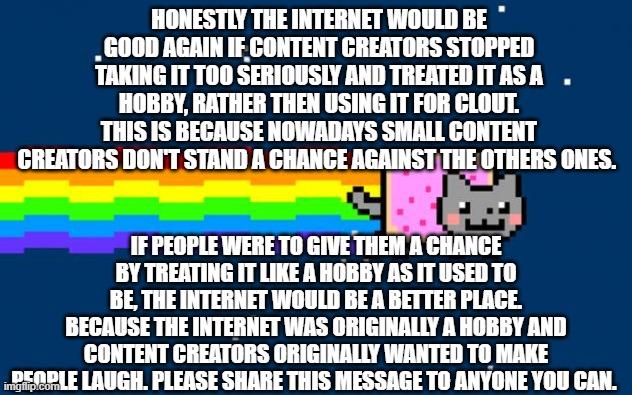 HONESTLY THE INTERNET WOULD BE
GOOD AGAIN IF CONTENT CREATORS STOPPED
TAKING IT TOO SERIOUSLY AND TREATED IT AS A
HOBBY, RATHER THEN USING IT FOR CLOUT.
THIS IS BECAUSE NOWADAYS SMALL CONTENT
CREATORS DON'T STAND A CHANCE AGAINST THE OTHERS ONES.
IF PEOPLE WERE TO GIVE THEM A CHANCE
BY TREATING IT LIKE A HOBBY AS IT USED TO
BE, THE INTERNET WOULD BE A BETTER PLACE.
BECAUSE THE INTERNET WAS ORIGINALLY A HOBBY AND
CONTENT CREATORS ORIGINALLY WANTED TO MAKE
PEOPLE LAUGH. PLEASE SHARE THIS MESSAGE TO ANYONE YOU CAN.
imgflip.com